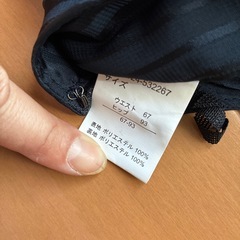 サイズ
ウエスト 67
ヒップ 93
67-93
表地 ポリエステル 100%
裏地 ポリエステル 100%